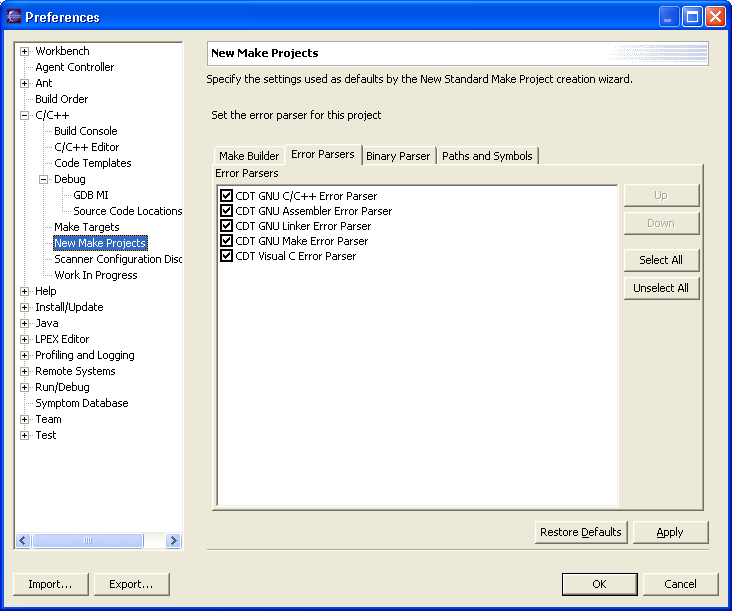 Preferences
Workbench
Agent Controller
Ant
Build Order
C/C++
Build Console
C/C++ Editor
Code Templates
Debug
GDB MI
Source Code Locations
Make Targets
New Make Projects
Scanner Configuration Disc
Work In Progress
Help
Install/Update
Java
LPEX Editor
Profiling and Logging
Remote Systems
Run/Debug
Symptom Database
Team
Test
New Make Projects
Specify the settings used as defaults by the New Standard Make Project creation wizard.
Set the error parser for this project
Make Builder Error Parsers Binary Parser Paths and Symbols
Error Parsers
CDT GNU C/C++ Error Parser
CDT GNU Assembler Error Parser
CDT GNU Linker Error Parser
CDT GNU Make Error Parser
CDT Visual C Error Parser
Up
Down
Select All
Unselect All
Restore Defaults Apply
Import... Export... OK Cancel